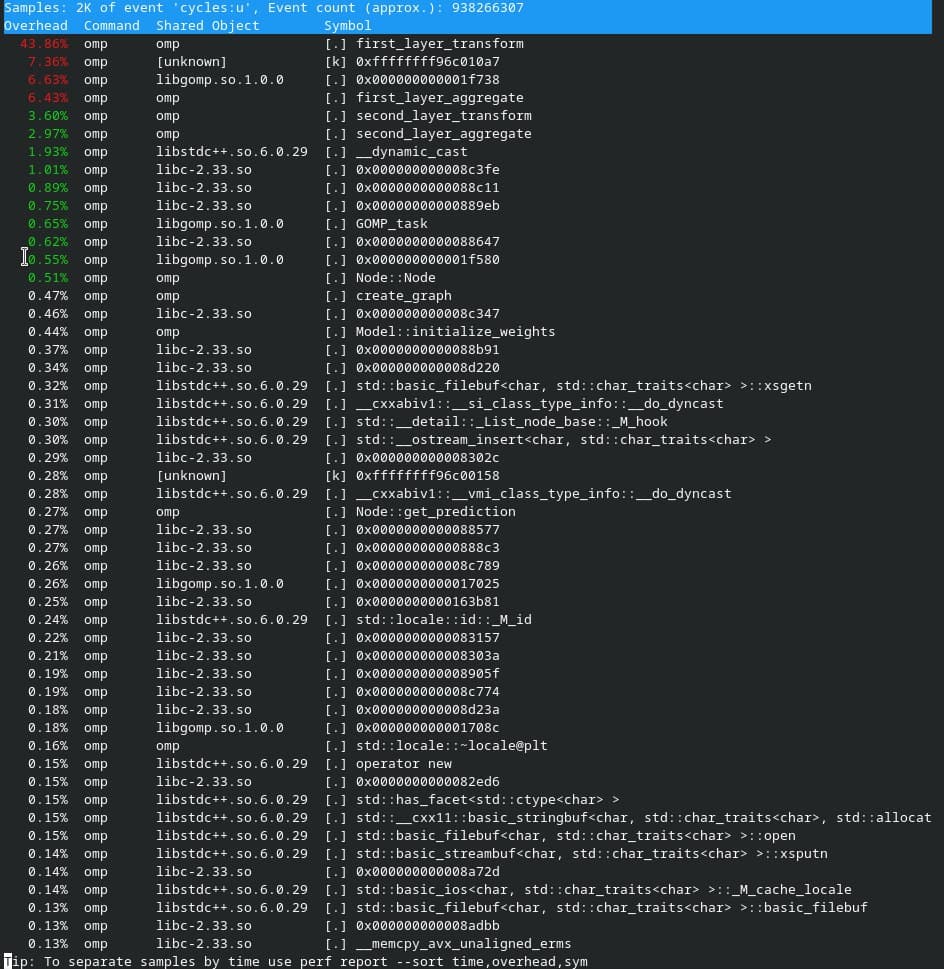 Samples: 2K of event 'cycles:u', Event count (approx.): 938266307
Overhead  Command  Shared Object        Symbol
  43.86%  omp      omp                  [.] first_layer_transform
   7.36%  omp      [unknown]            [k] 0xffffffff96c010a7
   6.63%  omp      libgomp.so.1.0.0     [.] 0x000000000001f738
   6.43%  omp      omp                  [.] first_layer_aggregate
   3.60%  omp      omp                  [.] second_layer_transform
   2.97%  omp      omp                  [.] second_layer_aggregate
   1.93%  omp      libstdc++.so.6.0.29  [.] __dynamic_cast
   1.01%  omp      libc-2.33.so         [.] 0x000000000008c3fe
   0.89%  omp      libc-2.33.so         [.] 0x0000000000088c11
   0.75%  omp      libc-2.33.so         [.] 0x00000000000889eb
   0.65%  omp      libgomp.so.1.0.0     [.] GOMP_task
   0.62%  omp      libc-2.33.so         [.] 0x0000000000088647
   0.55%  omp      libgomp.so.1.0.0     [.] 0x000000000001f580
   0.51%  omp      omp                  [.] Node::Node
   0.47%  omp      omp                  [.] create_graph
   0.46%  omp      libc-2.33.so         [.] 0x000000000008c347
   0.44%  omp      omp                  [.] Model::initialize_weights
   0.37%  omp      libc-2.33.so         [.] 0x0000000000088b91
   0.34%  omp      libc-2.33.so         [.] 0x000000000008d220
   0.32%  omp      libstdc++.so.6.0.29  [.] std::basic_filebuf<char, std::char_traits<char> >::xsgetn
   0.31%  omp      libstdc++.so.6.0.29  [.] __cxxabiv1::__si_class_type_info::__do_dyncast
   0.30%  omp      libstdc++.so.6.0.29  [.] std::__detail::_List_node_base::_M_hook
   0.30%  omp      libstdc++.so.6.0.29  [.] std::__ostream_insert<char, std::char_traits<char> >
   0.29%  omp      libc-2.33.so         [.] 0x000000000008302c
   0.28%  omp      [unknown]            [k] 0xffffffff96c00158
   0.28%  omp      libstdc++.so.6.0.29  [.] __cxxabiv1::__vmi_class_type_info::__do_dyncast
   0.27%  omp      omp                  [.] Node::get_prediction
   0.27%  omp      libc-2.33.so         [.] 0x0000000000088577
   0.27%  omp      libc-2.33.so         [.] 0x00000000000888c3
   0.26%  omp      libc-2.33.so         [.] 0x000000000008c789
   0.26%  omp      libgomp.so.1.0.0     [.] 0x0000000000017025
   0.25%  omp      libc-2.33.so         [.] 0x0000000000163b81
   0.24%  omp      libstdc++.so.6.0.29  [.] std::locale::id::_M_id
   0.22%  omp      libc-2.33.so         [.] 0x0000000000083157
   0.21%  omp      libc-2.33.so         [.] 0x000000000008303a
   0.19%  omp      libc-2.33.so         [.] 0x000000000008905f
   0.19%  omp      libc-2.33.so         [.] 0x000000000008c774
   0.18%  omp      libc-2.33.so         [.] 0x000000000008d23a
   0.18%  omp      libgomp.so.1.0.0     [.] 0x000000000001708c
   0.16%  omp      omp                  [.] std::locale::~locale@plt
   0.15%  omp      libstdc++.so.6.0.29  [.] operator new
   0.15%  omp      libc-2.33.so         [.] 0x0000000000082ed6
   0.15%  omp      libstdc++.so.6.0.29  [.] std::has_facet<std::ctype<char> >
   0.15%  omp      libstdc++.so.6.0.29  [.] std::__cxx11::basic_stringbuf<char, std::char_traits<char>, std::allocat
   0.15%  omp      libstdc++.so.6.0.29  [.] std::basic_filebuf<char, std::char_traits<char> >::open
   0.14%  omp      libstdc++.so.6.0.29  [.] std::basic_streambuf<char, std::char_traits<char> >::xsputn
   0.14%  omp      libc-2.33.so         [.] 0x000000000008a72d
   0.14%  omp      libstdc++.so.6.0.29  [.] std::basic_ios<char, std::char_traits<char> >::_M_cache_locale
   0.13%  omp      libstdc++.so.6.0.29  [.] std::basic_filebuf<char, std::char_traits<char> >::basic_filebuf
   0.13%  omp      libc-2.33.so         [.] 0x000000000008adbb
   0.13%  omp      libc-2.33.so         [.] __memcpy_avx_unaligned_erms
Tip: To separate samples by time use perf report --sort time,overhead,sym